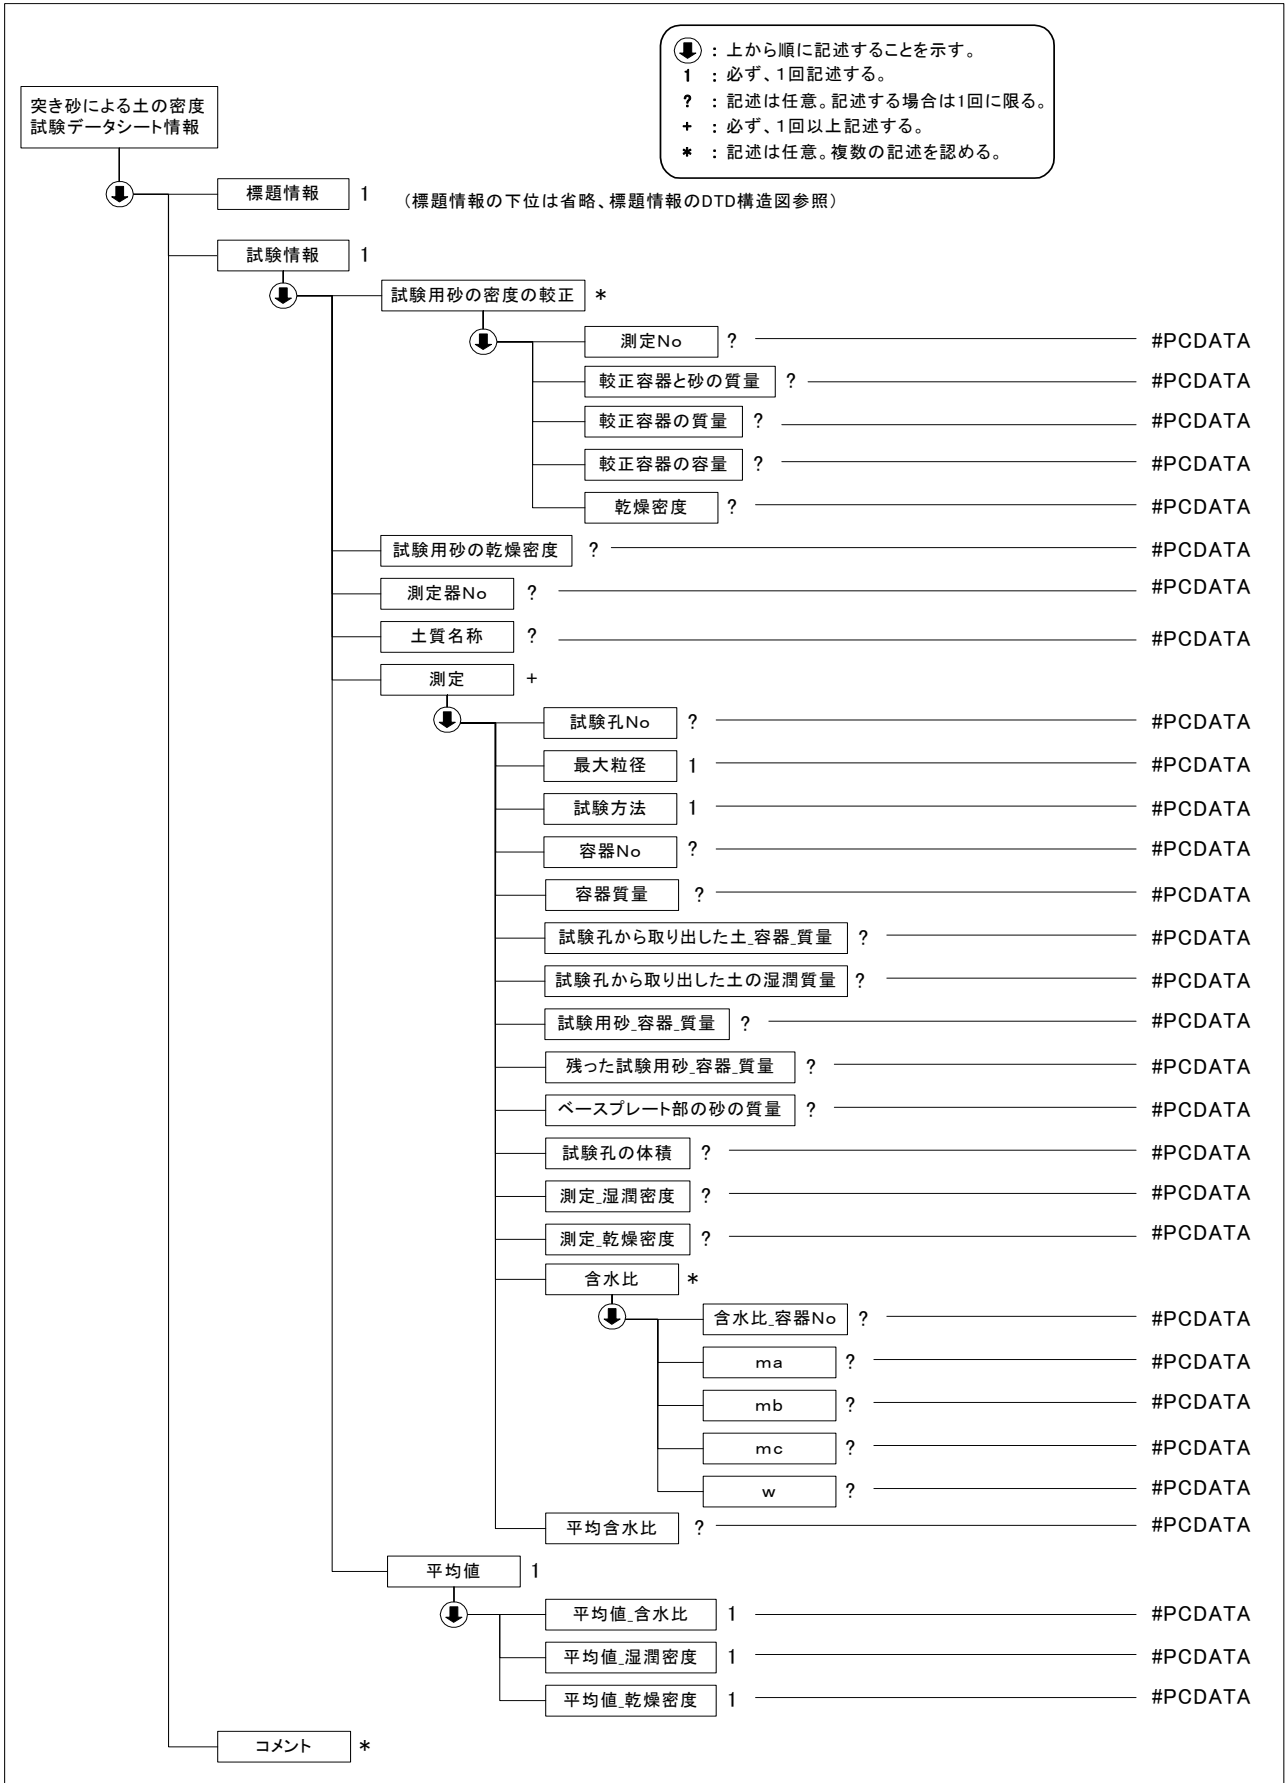 ：上から順に記述することを示す。
1 ：必ず、1回記述する。
? ：記述は任意。記述する場合は1回に限る。
+ ：必ず、1回以上記述する。
* ：記述は任意。複数の記述を認める。
突き砂による土の密度
試験データシート情報
標題情報 1 （標題情報の下位は省略、標題情報のDTD構造図参照）
試験情報 1
試験用砂の密度の較正 *
測定No ? #PCDATA
較正容器と砂の質量 ? #PCDATA
較正容器の質量 ? #PCDATA
較正容器の容量 ? #PCDATA
乾燥密度 ? #PCDATA
試験用砂の乾燥密度 ? #PCDATA
測定器No ? #PCDATA
土質名称 ? #PCDATA
測定 +
試験孔No ? #PCDATA
最大粒径 1 #PCDATA
試験方法 1 #PCDATA
容器No ? #PCDATA
容器質量 ? #PCDATA
試験孔から取り出した土_容器_質量 ? #PCDATA
試験孔から取り出した土の湿潤質量 ? #PCDATA
試験用砂_容器_質量 ? #PCDATA
残った試験用砂_容器_質量 ? #PCDATA
ベースプレート部の砂の質量 ? #PCDATA
試験孔の体積 ? #PCDATA
測定_湿潤密度 ? #PCDATA
測定_乾燥密度 ? #PCDATA
含水比 *
含水比_容器No ? #PCDATA
ma ? #PCDATA
mb ? #PCDATA
mc ? #PCDATA
w ? #PCDATA
平均含水比 ? #PCDATA
平均値 1
平均値_含水比 1 #PCDATA
平均値_湿潤密度 1 #PCDATA
平均値_乾燥密度 1 #PCDATA
コメント *